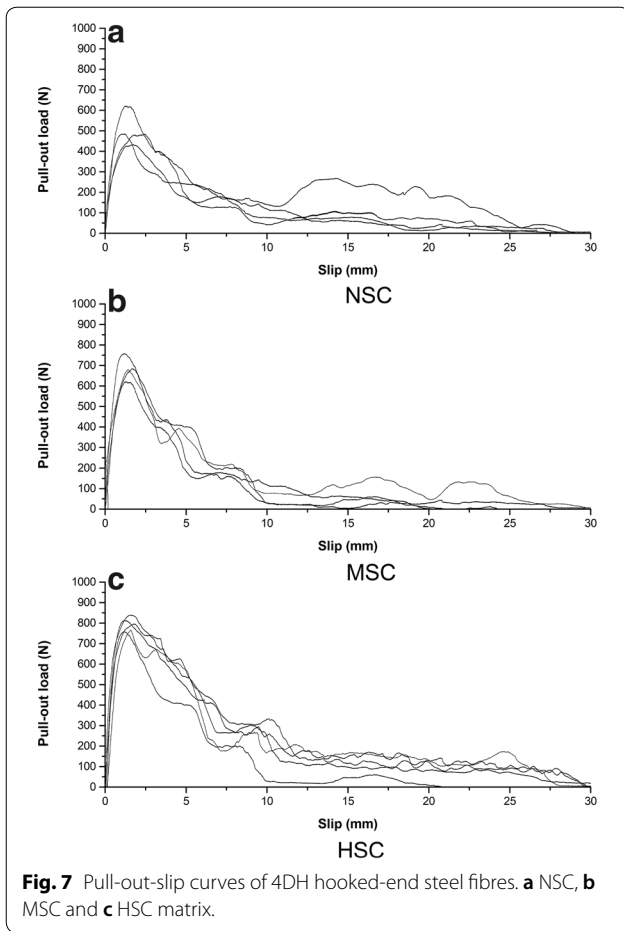 a
1000
900
800
700
600
500
400
300
200
100
0
Pull-out load (N)
0 5 10 15 20 25 30
Slip (mm)
NSC
b
1000
900
800
700
600
500
400
300
200
100
0
Pull-out load (N)
0 5 10 15 20 25 30
Slip (mm)
MSC
c
1000
900
800
700
600
500
400
300
200
100
0
Pull-out load (N)
0 5 10 15 20 25 30
Slip (mm)
HSC
Fig. 7 Pull-out-slip curves of 4DH hooked-end steel fibres. a NSC, b
MSC and c HSC matrix.